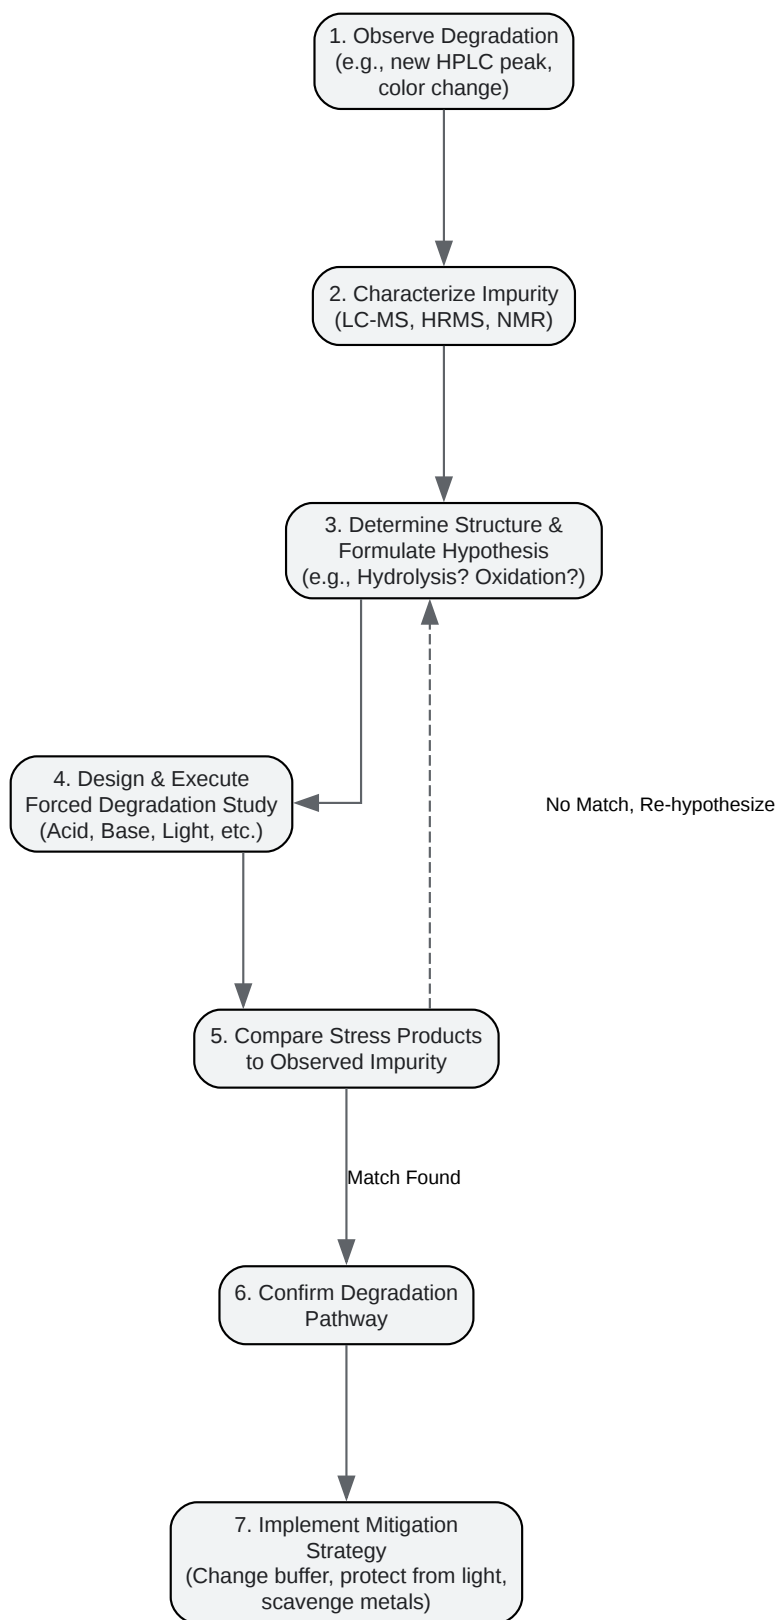 1. Observe Degradation
(e.g., new HPLC peak,
color change)
2. Characterize Impurity
(LC-MS, HRMS, NMR)
3. Determine Structure &
Formulate Hypothesis
(e.g., Hydrolysis? Oxidation?)
4. Design & Execute
Forced Degradation Study
(Acid, Base, Light, etc.)
No Match, Re-hypothesize
5. Compare Stress Products
to Observed Impurity
Match Found
6. Confirm Degradation
Pathway
7. Implement Mitigation
Strategy
(Change buffer, protect from light,
scavenge metals)